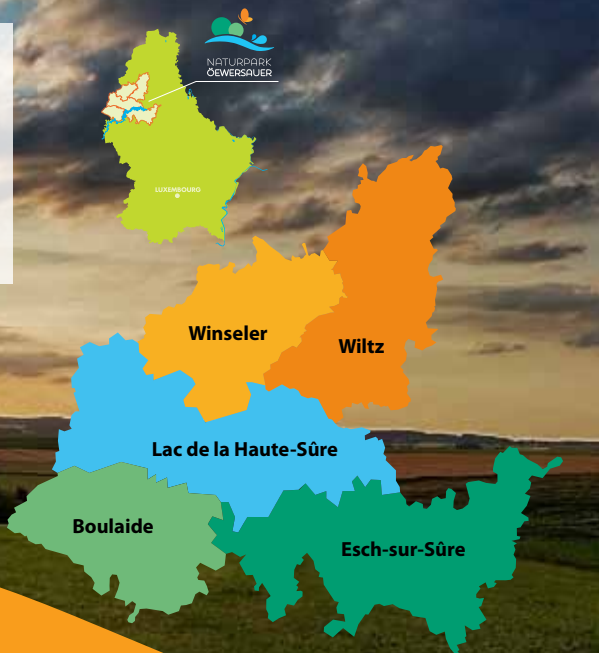 NATURPARK
ÖEWERSAUER
LUXEMBOURG
Winseler
Wiltz
Lac de la Haute-Sûre
Boulaide
Esch-sur-Sûre